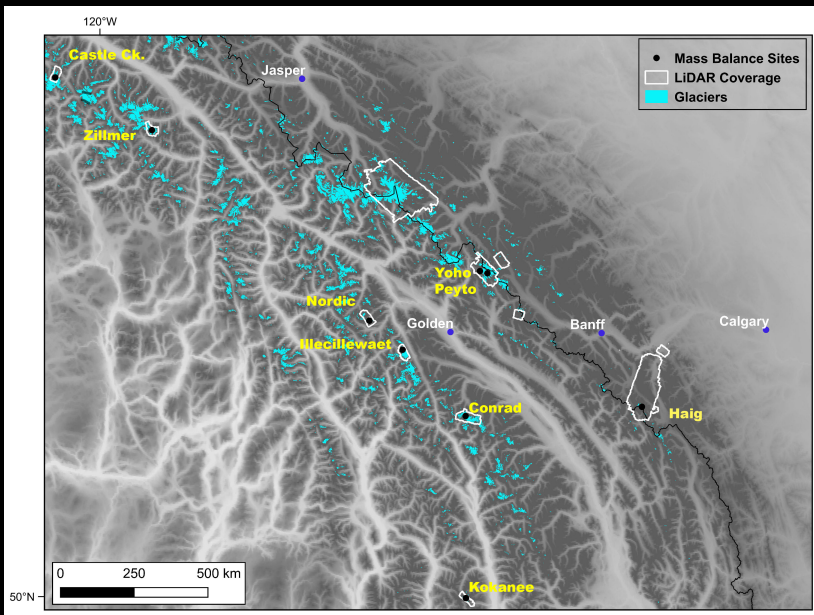 120°W
Castle Ck.
Jasper
Mass Balance Sites
LiDAR Coverage
Glaciers
Zillmer
Yoho
Peyto
Nordic
Golden
Banff
Calgary
Illecillewaet
Conrad
Haig
0 250 500 km
50°N
Kokanee